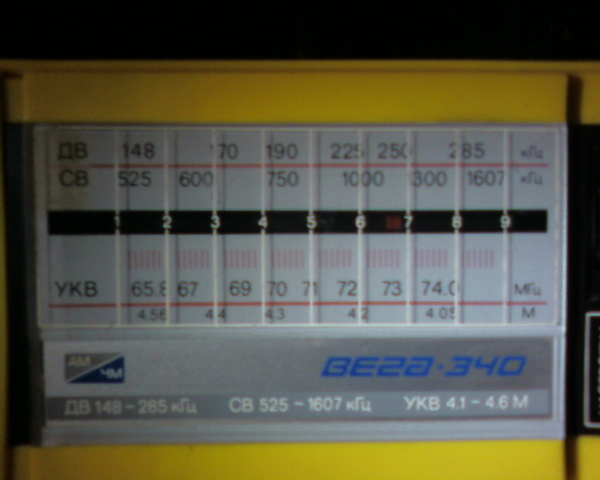 ДВ 148 170 190 225 250 285 кГц
СВ 525 600 750 1000 1300 1607 кГц
1 2 3 4 5 6 7 8 9
УКВ 65.8 67 69 70 71 72 73 74.0 МГц
4.56 4.4 4.3 4.2 4.05 М
АМ ЧМ ВЕГА·340
ДВ 148 – 285 кГц СВ 525 – 1607 кГц УКВ 4.1 – 4.6 М